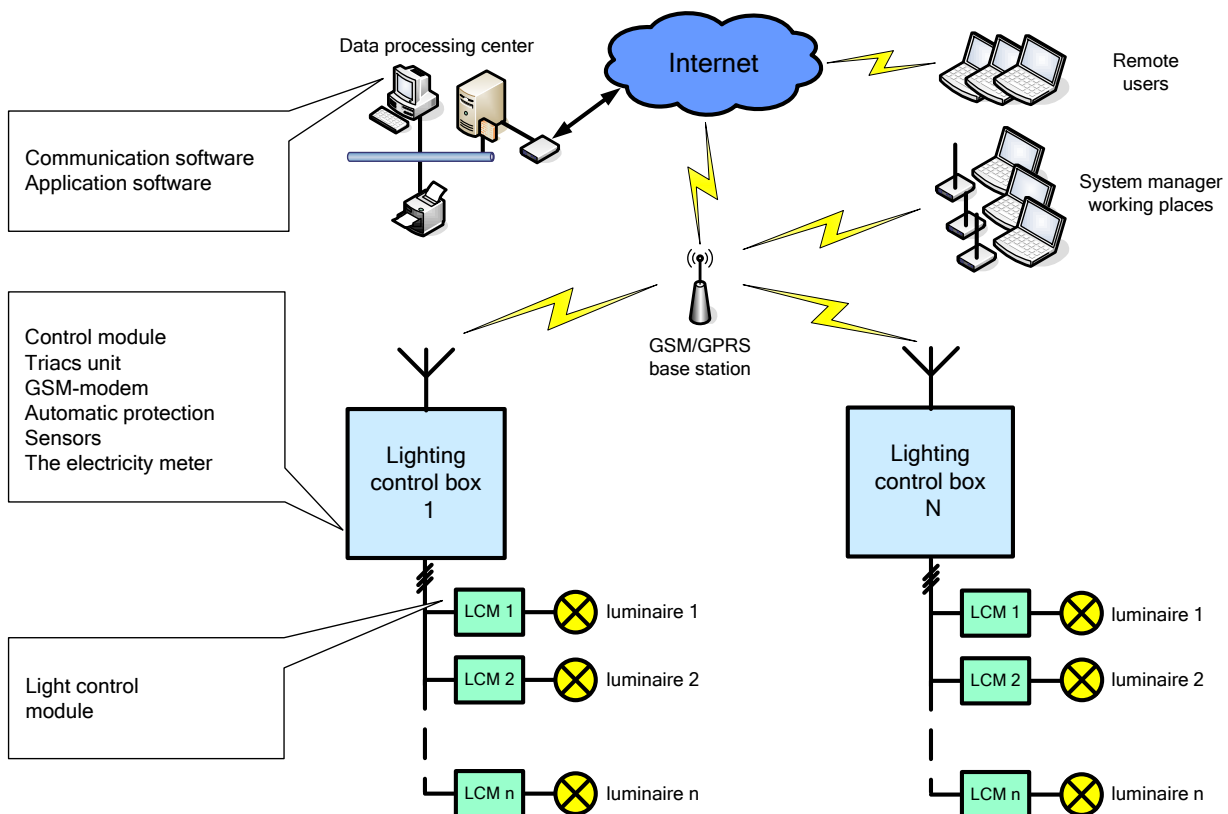 Data processing center
Internet
Remote
users
Communication software
Application software
System manager
working places
GSM/GPRS
base station
Control module
Triacs unit
GSM-modem
Automatic protection
Sensors
The electricity meter
Lighting
control box
1
Lighting
control box
N
LCM 1
luminaire 1
LCM 1
luminaire 1
Light control
module
LCM 2
luminaire 2
LCM 2
luminaire 2
LCM n
luminaire n
LCM n
luminaire n